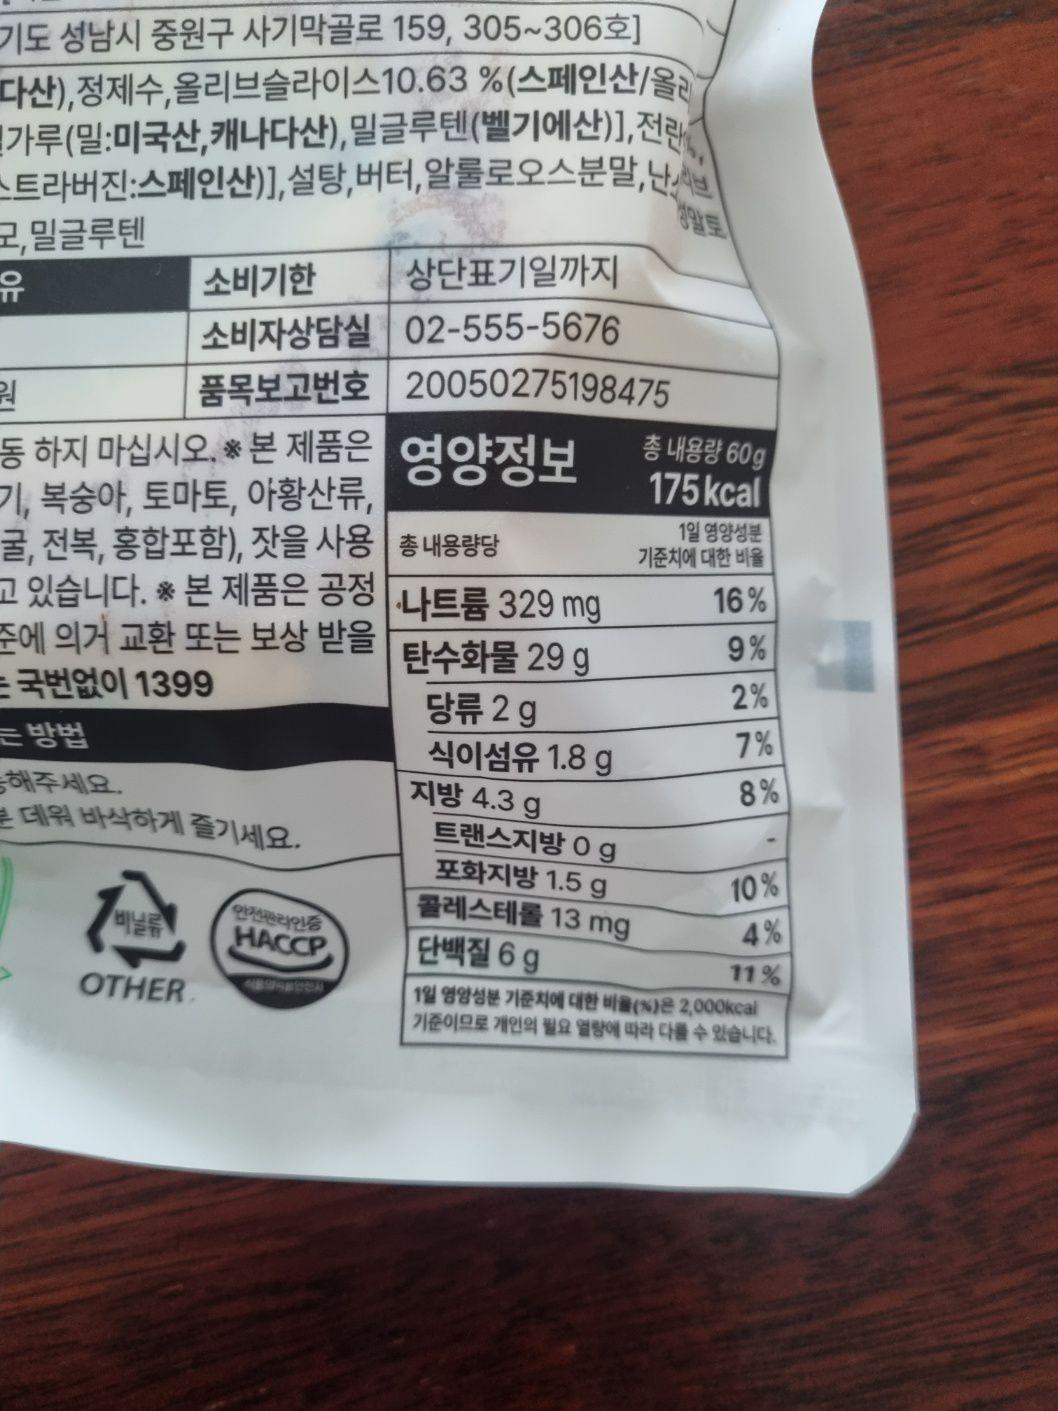 기도 성남시 중원구 사기막골로 159, 305~306호]
다산),정제수,올리브슬라이스10.63 %(스페인산/올리
가루(밀:미국산,캐나다산),밀글루텐(벨기에산)],전란
스트라버진:스페인산)],설탕,버터,알룰로오스분말,난
모,밀글루텐
유 소비기한 상단표기일까지
소비자상담실 02-555-5676
원 품목보고번호 20050275198475
동 하지 마십시오. ※ 본 제품은
기, 복숭아, 토마토, 아황산류,
굴, 전복, 홍합포함), 잣을 사용
고 있습니다. ※ 본 제품은 공정
준에 의거 교환 또는 보상 받을
는 국번없이 1399
는 방법
해주세요.
분 데워 바삭하게 즐기세요.
비닐류
OTHER
안전관리인증
HACCP
영양정보 총 내용량 60g
175kcal
총 내용량당 1일 영양성분
기준치에 대한 비율
나트륨 329 mg 16%
탄수화물 29 g 9%
당류 2 g 2%
식이섬유 1.8 g 7%
지방 4.3 g 8%
트랜스지방 0 g -
포화지방 1.5 g 10%
콜레스테롤 13 mg 4%
단백질 6 g 11%
1일 영양성분 기준치에 대한 비율(%)은 2,000kcal
기준이므로 개인의 필요 열량에 따라 다를 수 있습니다.